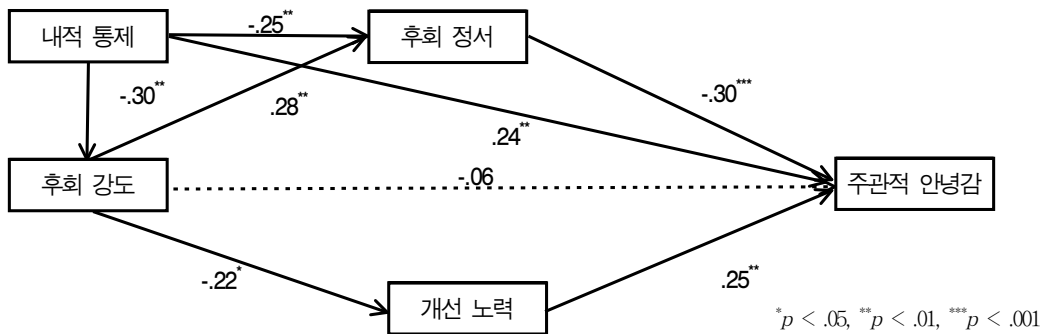 내적 통제
-.25**
후회 정서
-.30**
.28**
-.30***
.24**
후회 강도
-.06
주관적 안녕감
-.22*
.25**
개선 노력
*p < .05, **p < .01, ***p < .001